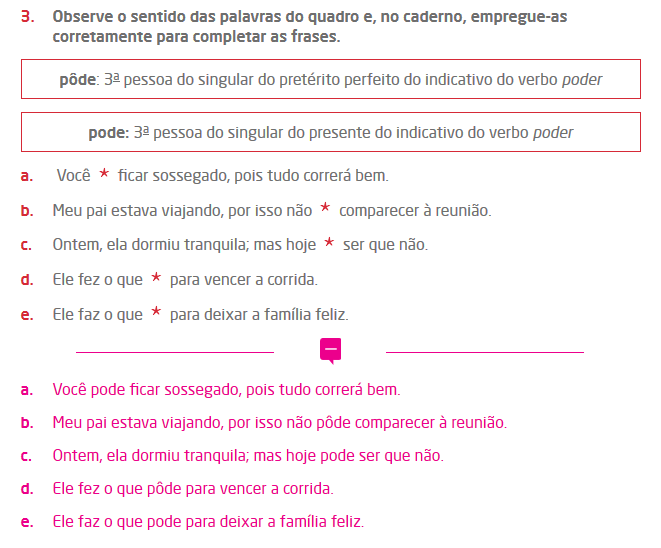 3. Observe o sentido das palavras do quadro e, no caderno, empregue-as
corretamente para completar as frases.
pôde: 3ª pessoa do singular do pretérito perfeito do indicativo do verbo poder
pode: 3ª pessoa do singular do presente do indicativo do verbo poder
a. Você * ficar sossegado, pois tudo correrá bem.
b. Meu pai estava viajando, por isso não * comparecer à reunião.
c. Ontem, ela dormiu tranquila; mas hoje * ser que não.
d. Ele fez o que * para vencer a corrida.
e. Ele faz o que * para deixar a família feliz.
a. Você pode ficar sossegado, pois tudo correrá bem.
b. Meu pai estava viajando, por isso não pôde comparecer à reunião.
c. Ontem, ela dormiu tranquila; mas hoje pode ser que não.
d. Ele fez o que pôde para vencer a corrida.
e. Ele faz o que pode para deixar a família feliz.